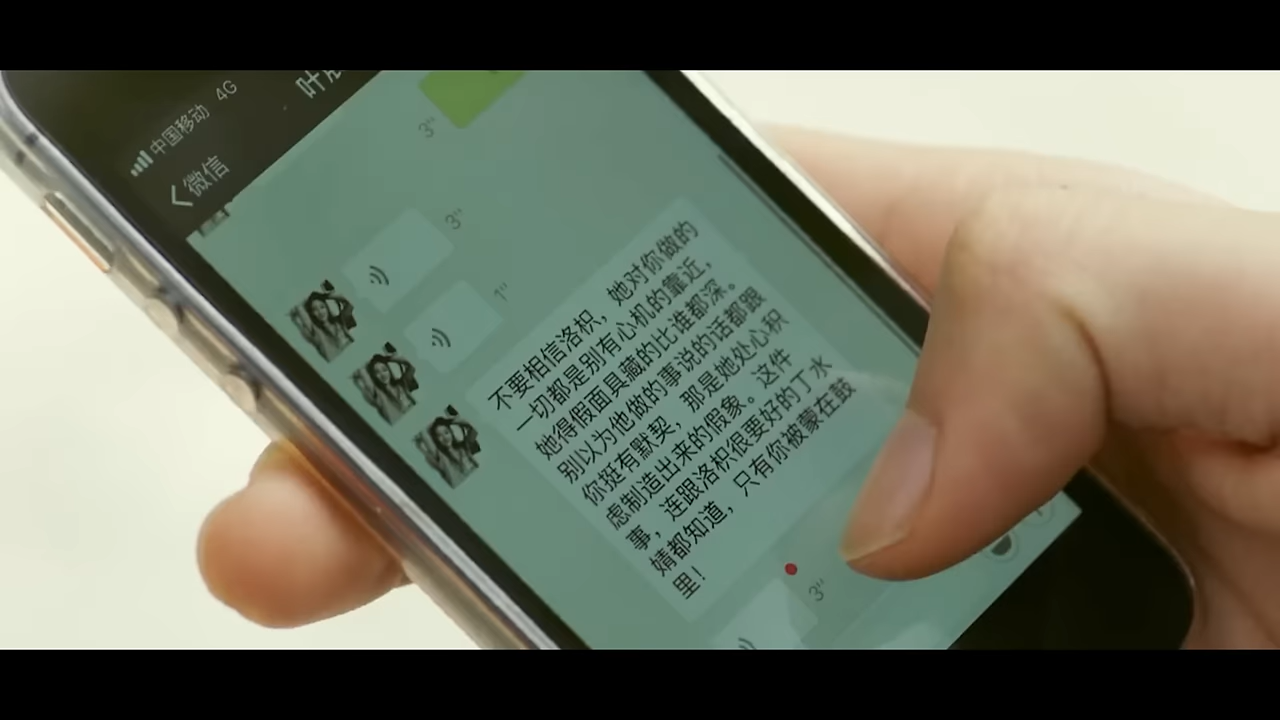 中国移动 4G
叶
微信
3"
3"
1"
不要相信洛枳，她对你做的
一切都是别有心机的靠近，
她得假面具藏的比谁都深。
别以为他做的事说的话都跟
你挺有默契，那是她处心积
虑制造出来的假象。这件
事，连跟洛枳很要好的丁水
婧都知道，只有你被蒙在鼓
里！
3"